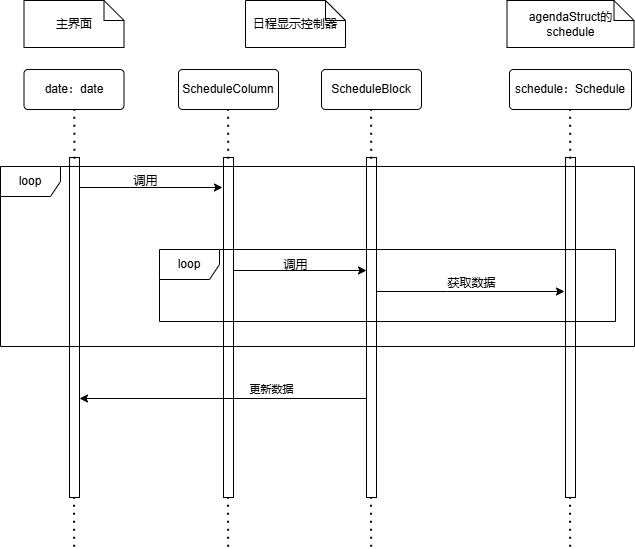 主界面
日程显示控制器
agendaStruct的
schedule
date：date
ScheduleColumn
ScheduleBlock
schedule：Schedule
loop
调用
loop
调用
获取数据
更新数据